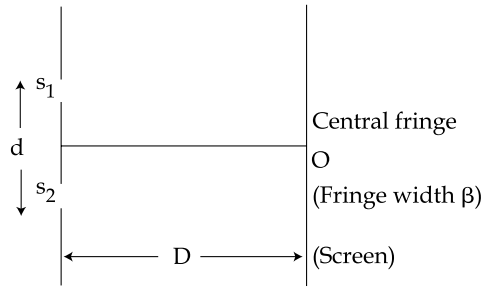 s1
Central fringe
d
O
s2
(Fringe width β)
D
(Screen)